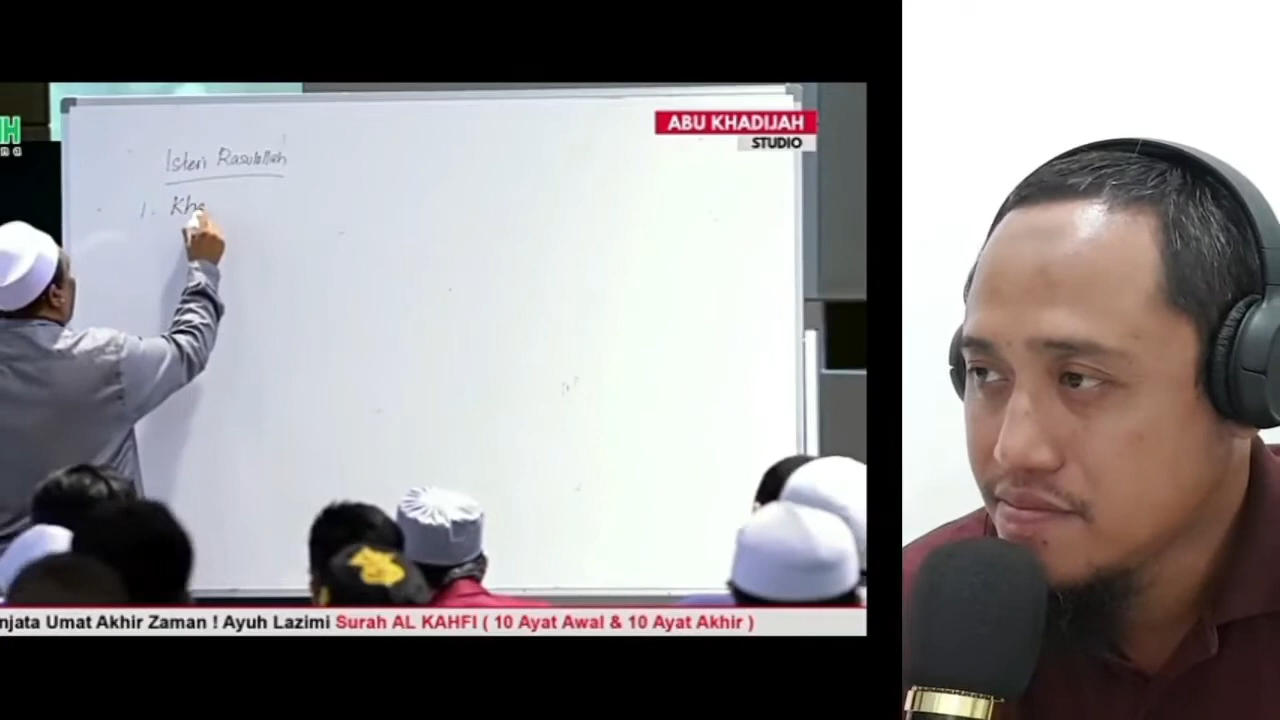 H
na
ABU KHADIJAH
STUDIO
Isteri Rasulullah
1. Kha
njata Umat Akhir Zaman ! Ayuh Lazimi Surah AL KAHFI ( 10 Ayat Awal & 10 Ayat Akhir )